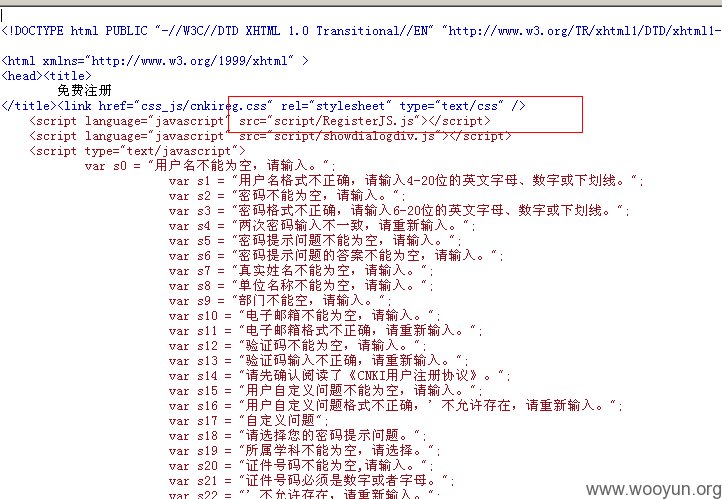 <!DOCTYPE html PUBLIC "-//W3C//DTD XHTML 1.0 Transitional//EN" "http://www.w3.org/TR/xhtml1/DTD/xhtml1-
<html xmlns="http://www.w3.org/1999/xhtml" >
<head><title>
免费注册
</title><link href="css_js/cnkireg.css" rel="stylesheet" type="text/css" />
<script language="javascript" src="script/RegisterJS.js"></script>
<script language="javascript" src="script/showdialogdiv.js"></script>
<script type="text/javascript">
var s0 = "用户名不能为空，请输入。";
var s1 = "用户名格式不正确，请输入4-20位的英文字母、数字或下划线。";
var s2 = "密码不能为空，请输入。";
var s3 = "密码格式不正确，请输入6-20位的英文字母、数字或下划线。";
var s4 = "两次密码输入不一致，请重新输入。";
var s5 = "密码提示问题不能为空，请输入。";
var s6 = "密码提示问题的答案不能为空，请输入。";
var s7 = "真实姓名不能为空，请输入。";
var s8 = "单位名称不能为空，请输入。";
var s9 = "部门不能空，请输入。";
var s10 = "电子邮箱不能为空，请输入。";
var s11 = "电子邮箱格式不正确，请重新输入。";
var s12 = "验证码不能为空，请输入。";
var s13 = "验证码输入不正确，请重新输入。";
var s14 = "请先确认阅读了《CNKI用户注册协议》。";
var s15 = "用户自定义问题不能为空，请输入。";
var s16 = "用户自定义问题格式不正确，' 不允许存在，请重新输入。";
var s17 = "自定义问题";
var s18 = "请选择您的密码提示问题。";
var s19 = "所属学科不能为空，请选择。";
var s20 = "证件号码不能为空,请输入。";
var s21 = "证件号码必须是数字或者字母。";
var s22 = "' 不允许存在，请重新输入。";
www.wooyun.org